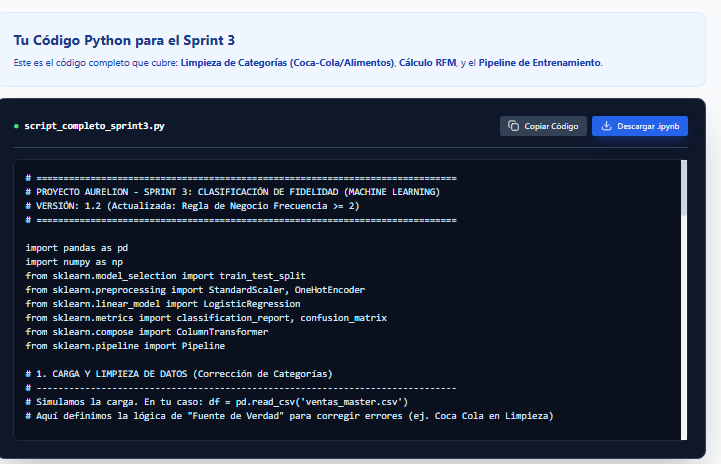 Tu Código Python para el Sprint 3
Este es el código completo que cubre: Limpieza de Categorías (Coca-Cola/Alimentos), Cálculo RFM, y el Pipeline de Entrenamiento.
script_completo_sprint3.py
Copiar Código
Descargar .ipynb
# ==============================================================================
# PROYECTO AURELION - SPRINT 3: CLASIFICACIÓN DE FIDELIDAD (MACHINE LEARNING)
# VERSIÓN: 1.2 (Actualizada: Regla de Negocio Frecuencia >= 2)
# ==============================================================================
import pandas as pd
import numpy as np
from sklearn.model_selection import train_test_split
from sklearn.preprocessing import StandardScaler, OneHotEncoder
from sklearn.linear_model import LogisticRegression
from sklearn.metrics import classification_report, confusion_matrix
from sklearn.compose import ColumnTransformer
from sklearn.pipeline import Pipeline
# 1. CARGA Y LIMPIEZA DE DATOS (Corrección de Categorías)
# ------------------------------------------------------------------------------
# Simulamos la carga. En tu caso: df = pd.read_csv('ventas_master.csv')
# Aquí definimos la lógica de "Fuente de Verdad" para corregir errores (ej. Coca Cola en Limpieza)